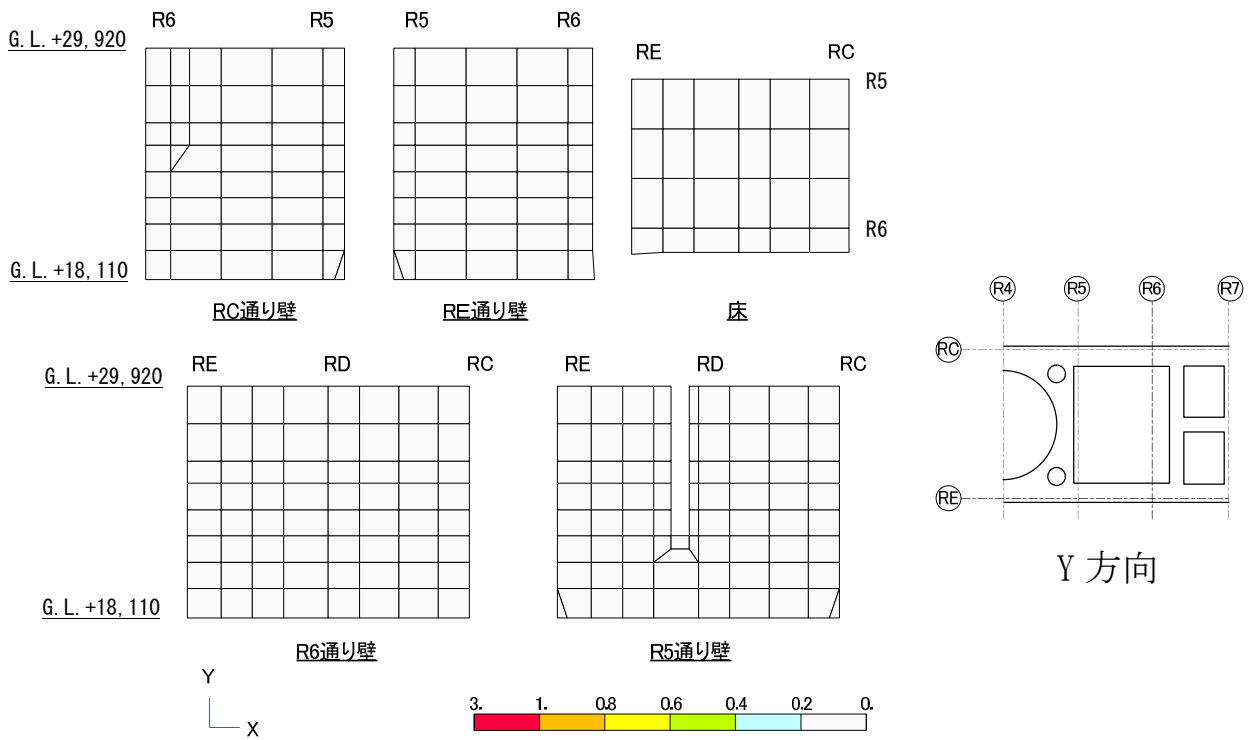 R6 R5 R5 R6
G.L.+29,920
RE RC
R5
R6
G.L.+18,110
RC通り壁 RE通り壁 床
R4 R5 R6 R7
RC
RE
Y 方向
RE RD RC RE RD RC
G.L.+29,920
G.L.+18,110
R6通り壁 R5通り壁
Y
X
3. 1. 0.8 0.6 0.4 0.2 0.